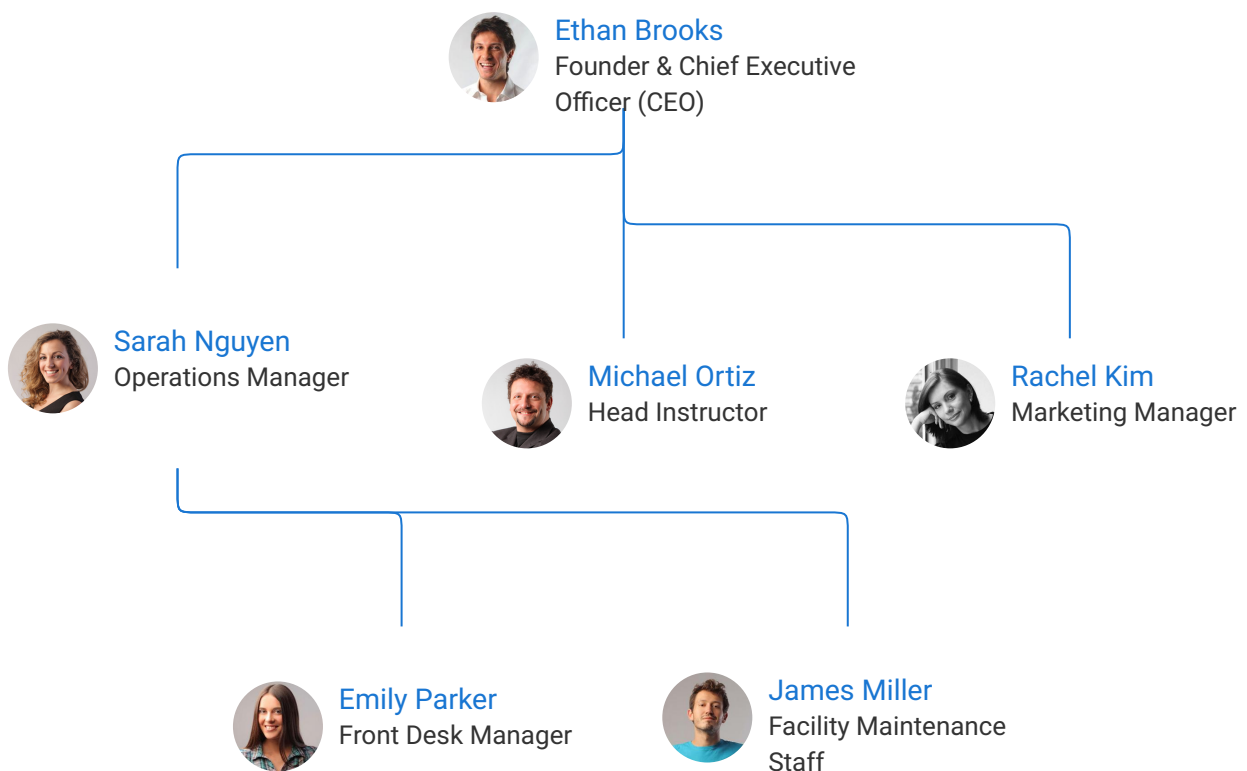 Ethan Brooks
Founder & Chief Executive
Officer (CEO)
Sarah Nguyen
Operations Manager
Michael Ortiz
Head Instructor
Rachel Kim
Marketing Manager
Emily Parker
Front Desk Manager
James Miller
Facility Maintenance
Staff